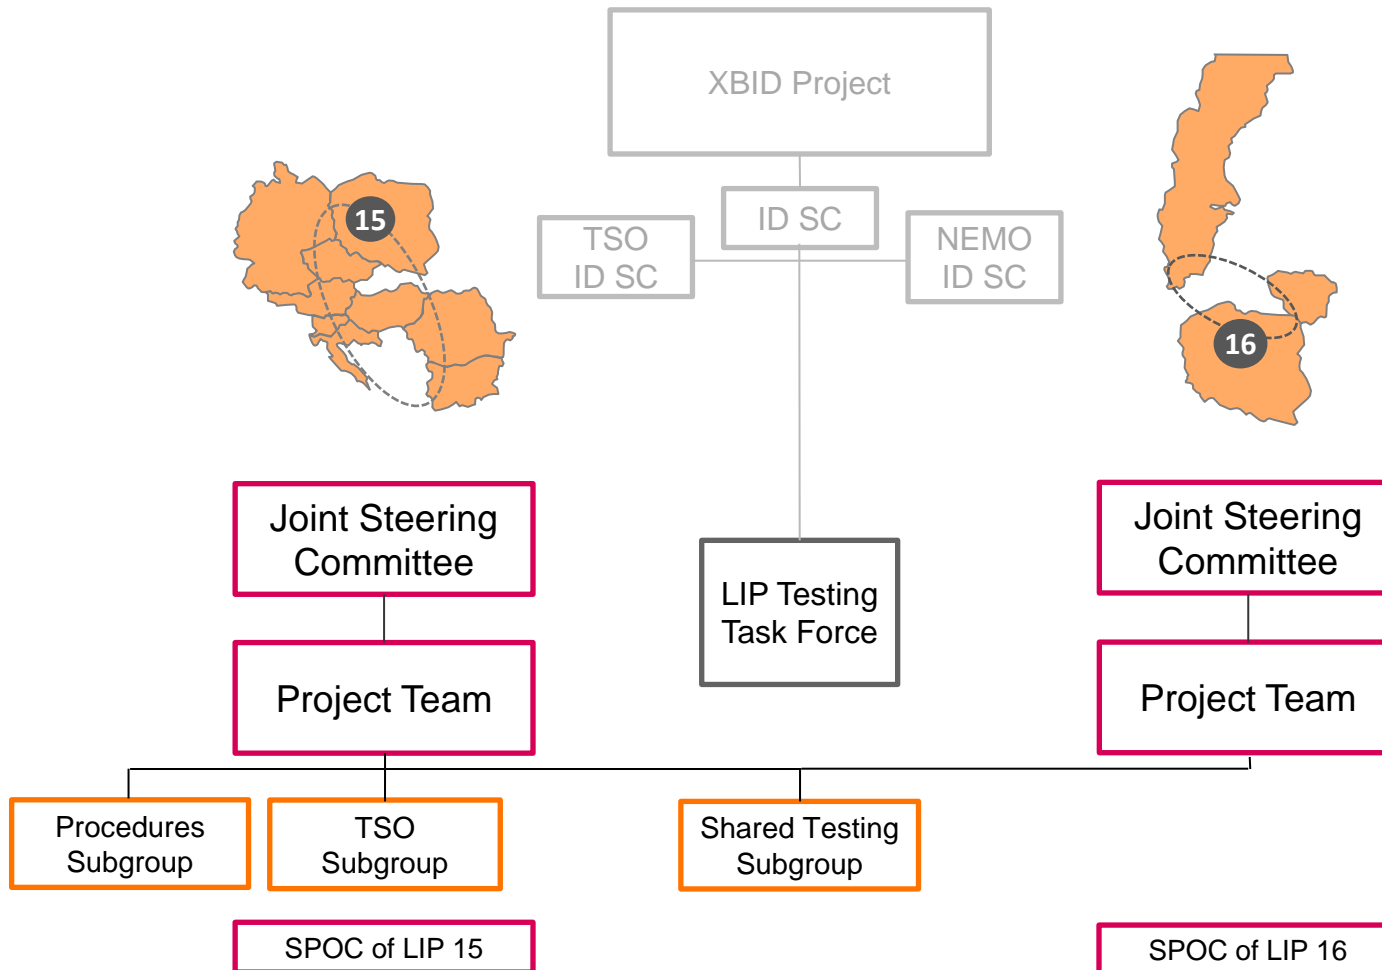 XBID Project
15
ID SC
TSO
ID SC
NEMO
ID SC
16
Joint Steering
Committee
LIP Testing
Task Force
Joint Steering
Committee
Project Team
Project Team
Procedures
Subgroup
TSO
Subgroup
Shared Testing
Subgroup
SPOC of LIP 15
SPOC of LIP 16